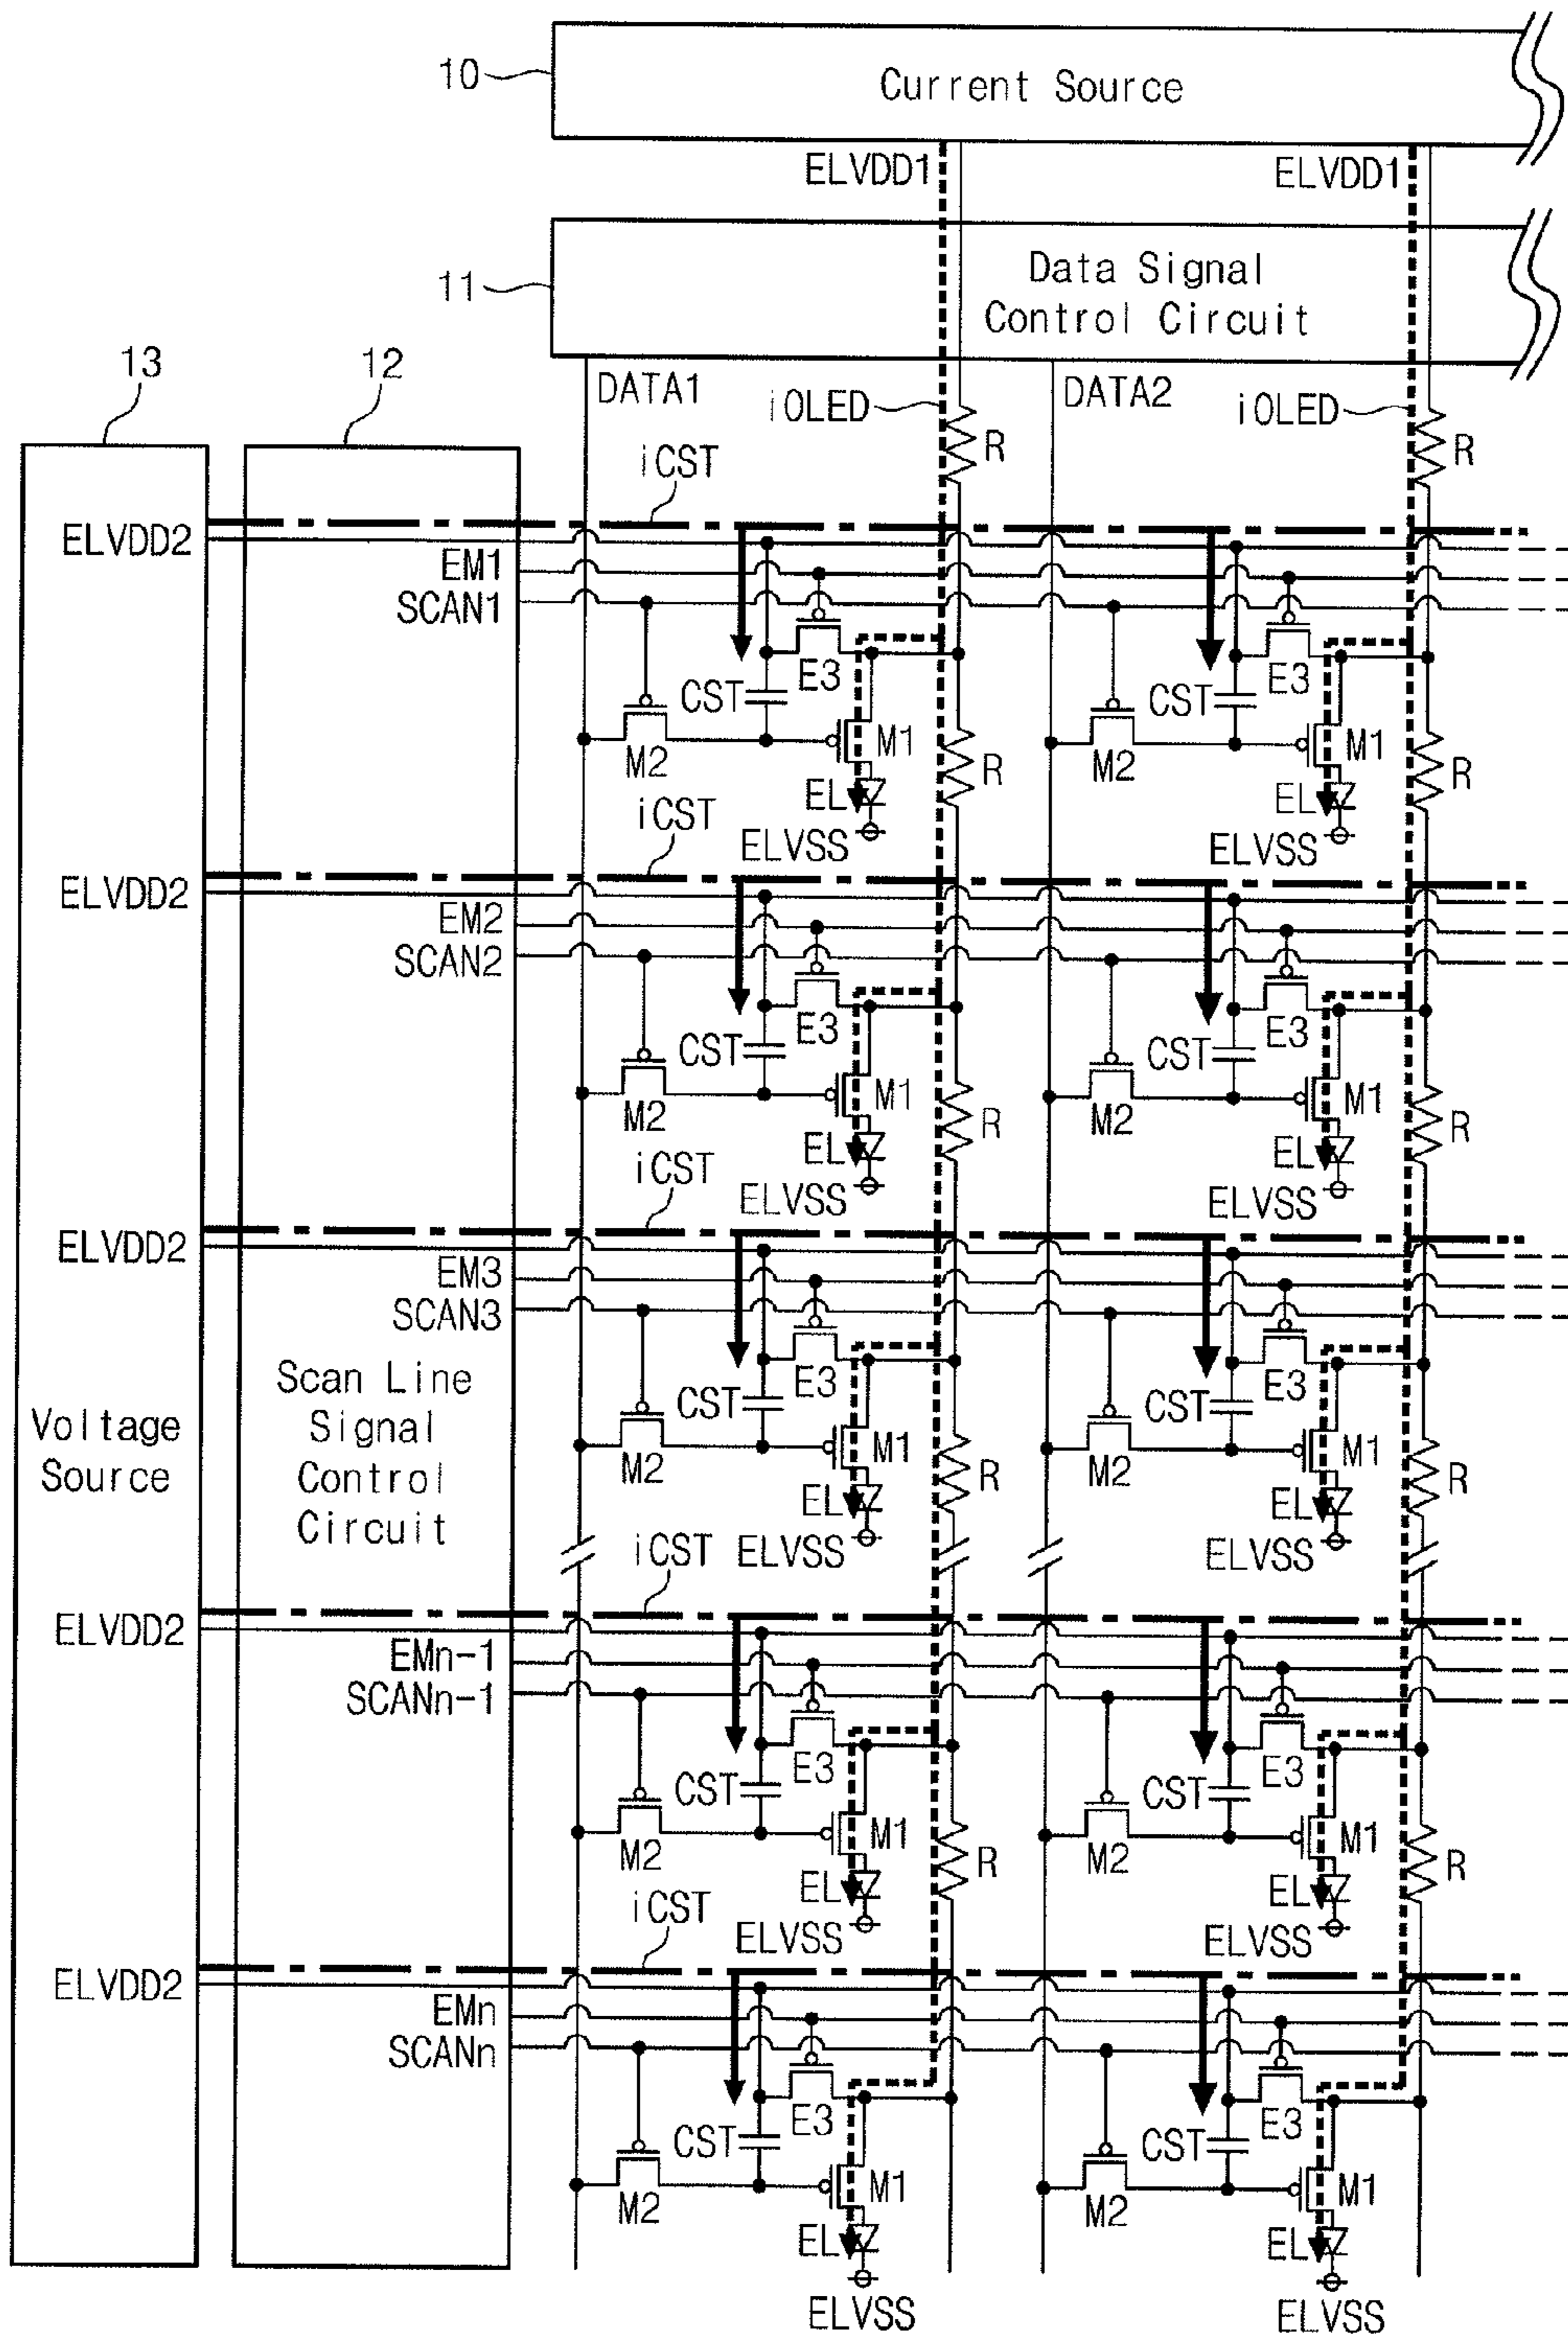 10
Current Source
ELVDD1
ELVDD1
11
Data Signal
Control Circuit
13
12
DATA1
iOLED
DATA2
iOLED
R
R
iCST
ELVDD2
EM1
SCAN1
E3
E3
CST
CST
M2
M1
R
M2
M1
R
EL
EL
iCST
ELVSS
ELVSS
ELVDD2
EM2
SCAN2
E3
E3
CST
CST
M2
M1
R
M2
M1
R
EL
EL
iCST
ELVSS
ELVSS
ELVDD2
EM3
SCAN3
Scan Line
Signal
Control
Circuit
Voltage
Source
E3
E3
CST
CST
M2
M1
R
M2
M1
R
EL
EL
iCST
ELVSS
ELVSS
ELVDD2
EMn-1
SCANn-1
E3
E3
CST
CST
M2
M1
R
M2
M1
R
EL
EL
iCST
ELVSS
ELVSS
ELVDD2
EMn
SCANn
E3
E3
CST
CST
M2
M1
M2
M1
EL
EL
ELVSS
ELVSS